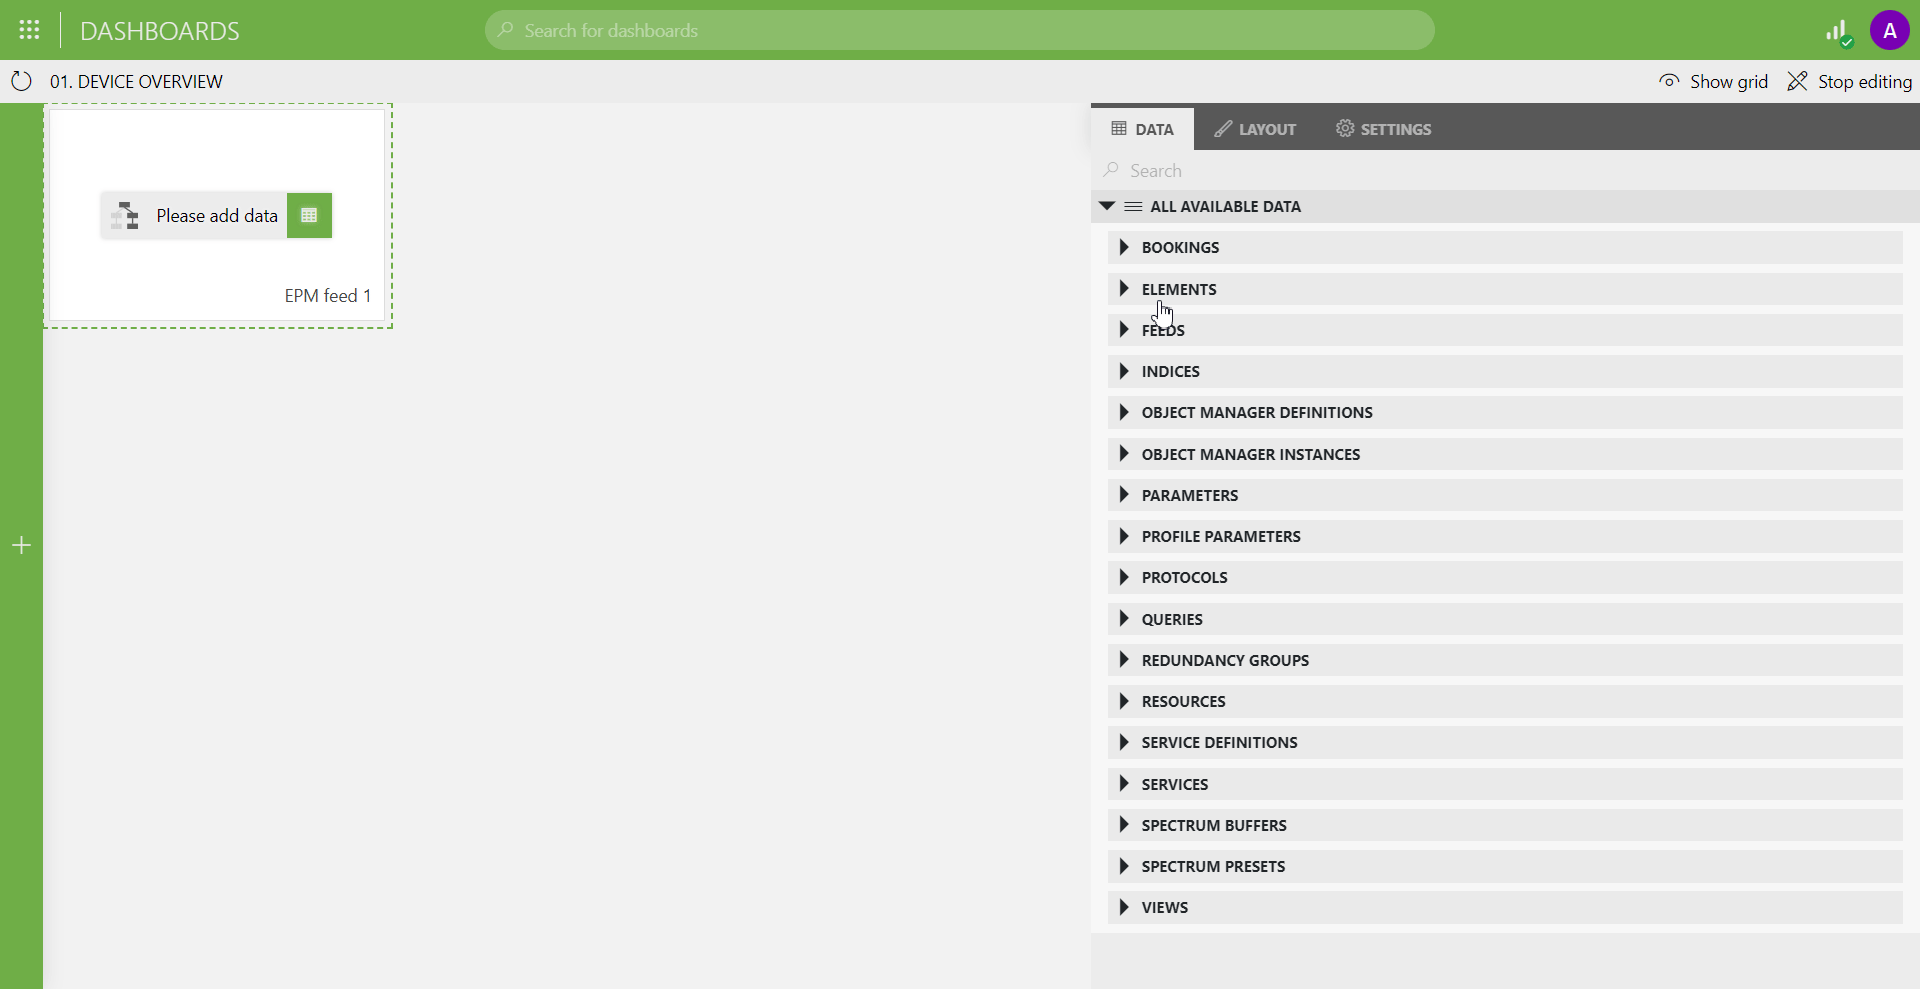 DASHBOARDS
Search for dashboards
A
01. DEVICE OVERVIEW
Show grid
Stop editing
Please add data
EPM feed 1
DATA
LAYOUT
SETTINGS
Search
ALL AVAILABLE DATA
BOOKINGS
ELEMENTS
FEEDS
INDICES
OBJECT MANAGER DEFINITIONS
OBJECT MANAGER INSTANCES
PARAMETERS
PROFILE PARAMETERS
PROTOCOLS
QUERIES
REDUNDANCY GROUPS
RESOURCES
SERVICE DEFINITIONS
SERVICES
SPECTRUM BUFFERS
SPECTRUM PRESETS
VIEWS